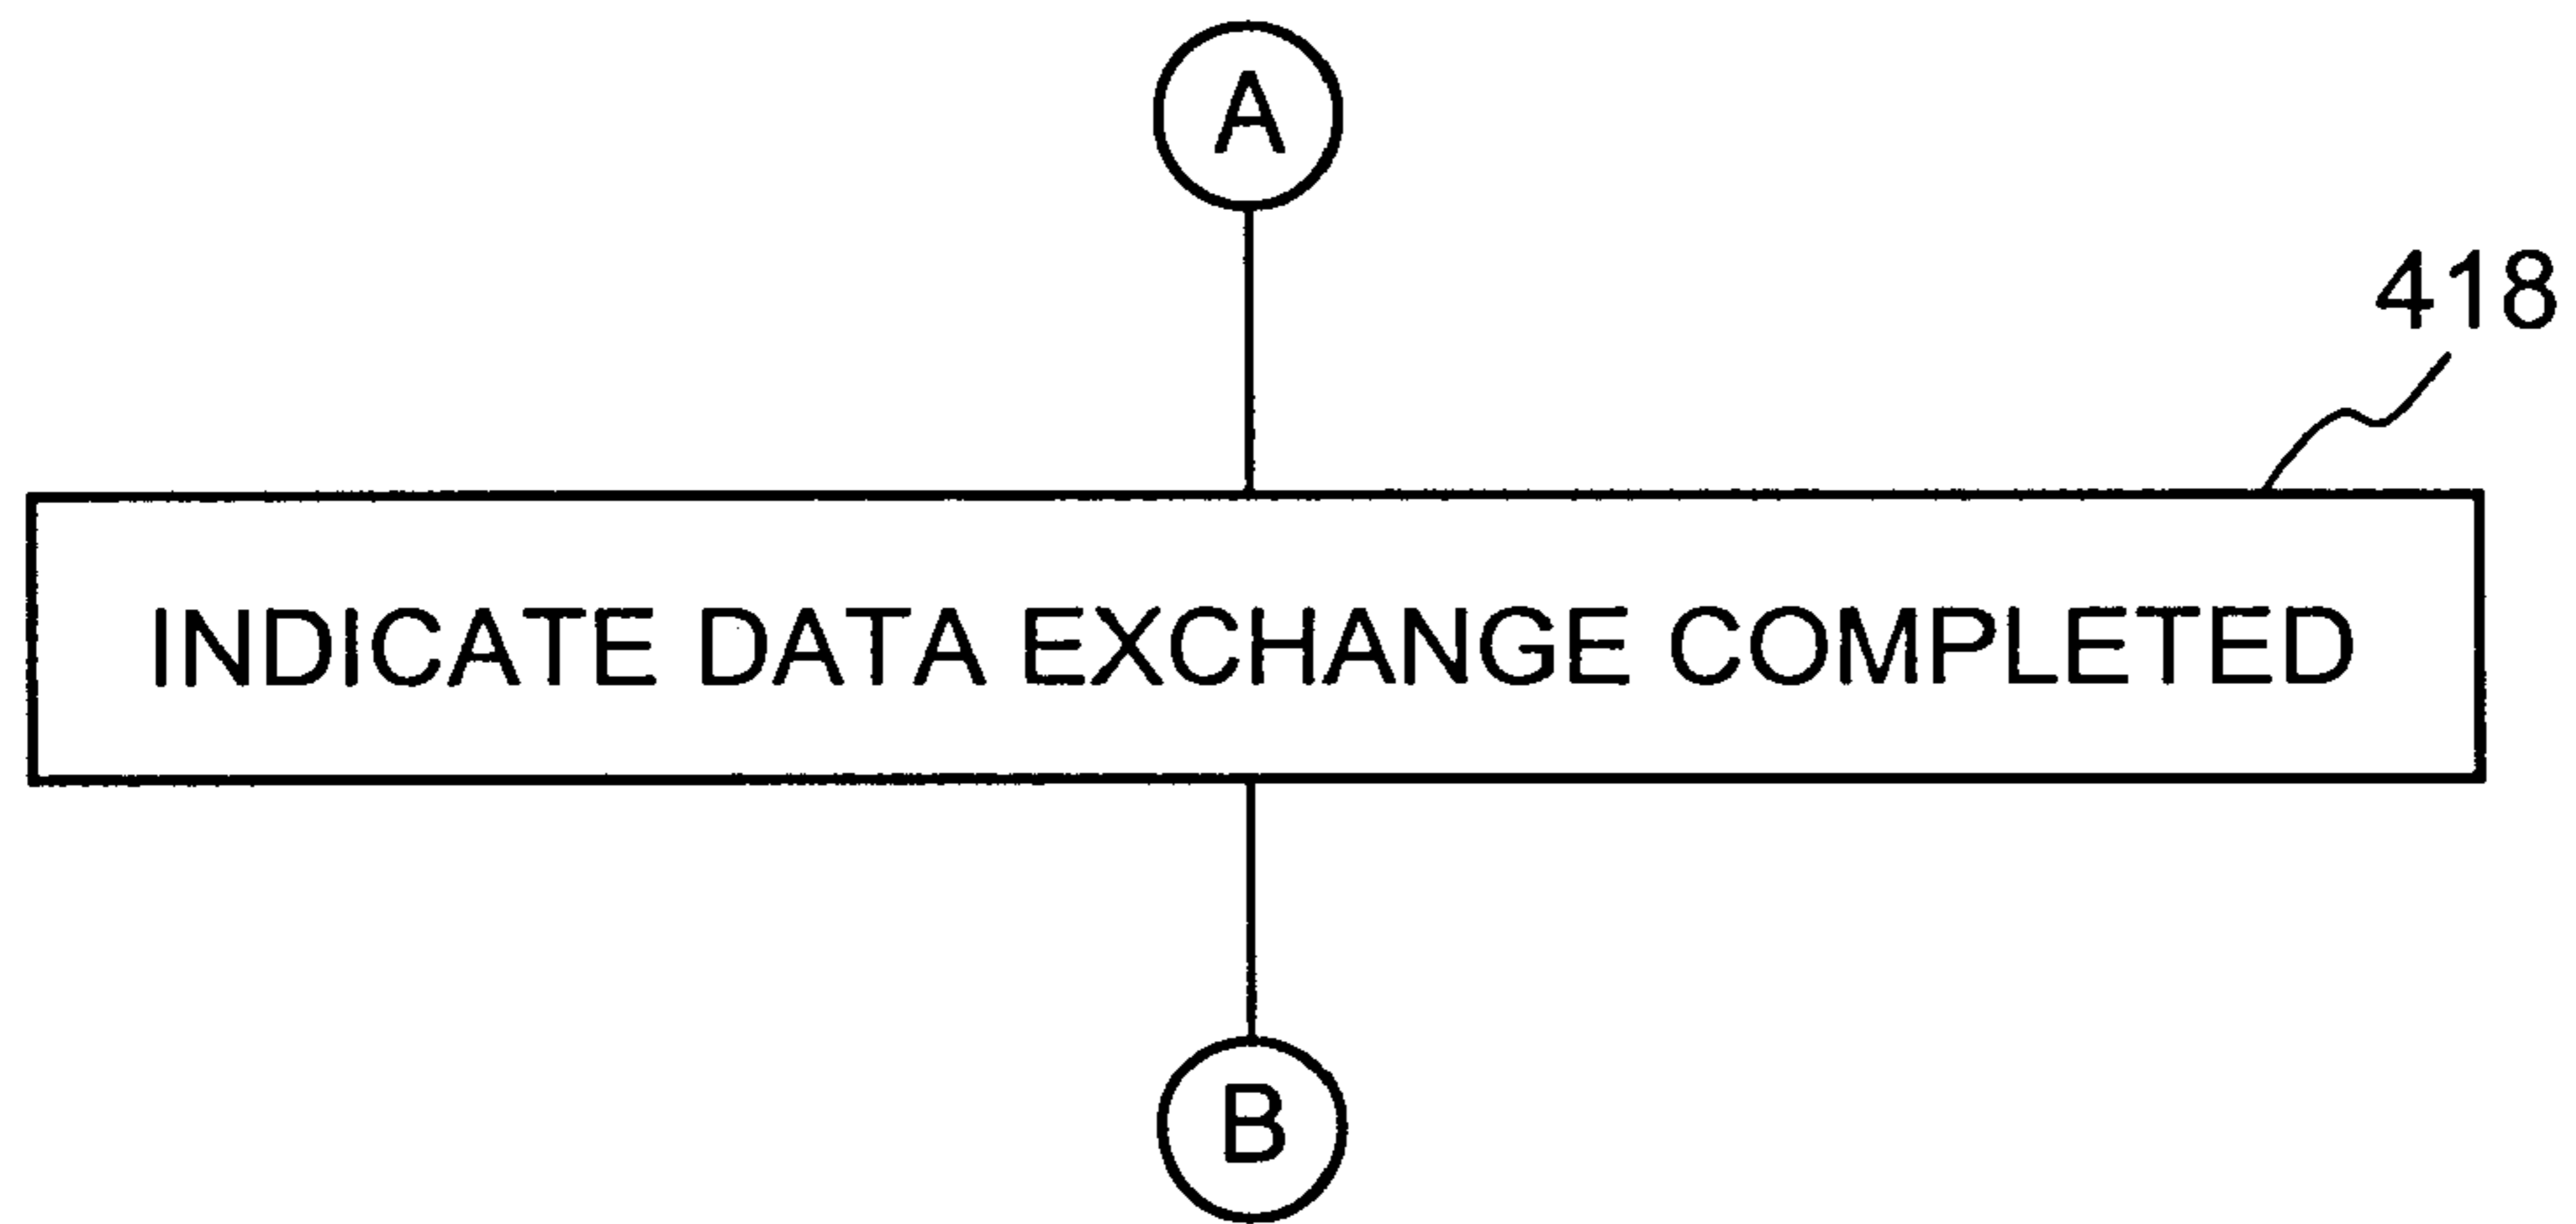 A
418
INDICATE DATA EXCHANGE COMPLETED
B